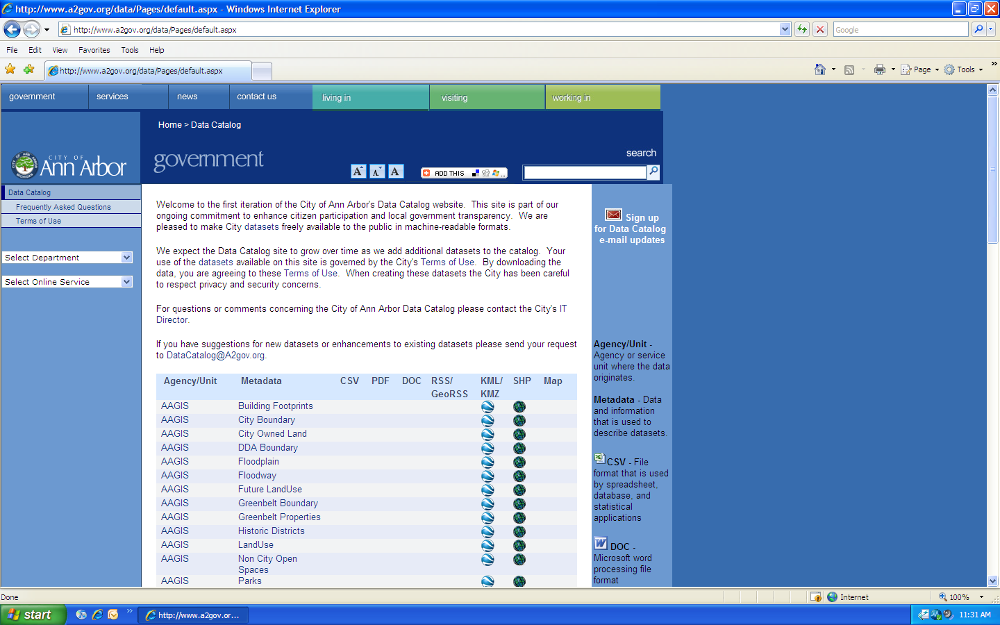 http://www.a2gov.org/data/Pages/default.aspx - Windows Internet Explorer
http://www.a2gov.org/data/Pages/default.aspx
Google
File Edit View Favorites Tools Help
http://www.a2gov.org/data/Pages/default.aspx
Page Tools
government services news contact us living in visiting working in
Home > Data Catalog
CITY OF
Ann Arbor
government
search
A A A
ADD THIS
Data Catalog
Frequently Asked Questions
Terms of Use
Select Department
Select Online Service
Welcome to the first iteration of the City of Ann Arbor's Data Catalog website. This site is part of our
ongoing commitment to enhance citizen participation and local government transparency. We are
pleased to make City datasets freely available to the public in machine-readable formats.
We expect the Data Catalog site to grow over time as we add additional datasets to the catalog. Your
use of the datasets available on this site is governed by the City's Terms of Use. By downloading the
data, you are agreeing to these Terms of Use. When creating these datasets the City has been careful
to respect privacy and security concerns.
For questions or comments concerning the City of Ann Arbor Data Catalog please contact the City's IT
Director.
If you have suggestions for new datasets or enhancements to existing datasets please send your request
to DataCatalog@A2gov.org.
Agency/Unit Metadata CSV PDF DOC RSS/ KML/ SHP Map
GeoRSS KMZ
AAGIS Building Footprints
AAGIS City Boundary
AAGIS City Owned Land
AAGIS DDA Boundary
AAGIS Floodplain
AAGIS Floodway
AAGIS Future LandUse
AAGIS Greenbelt Boundary
AAGIS Greenbelt Properties
AAGIS Historic Districts
AAGIS LandUse
AAGIS Non City Open
Spaces
AAGIS Parks
Sign up
for Data Catalog
e-mail updates
Agency/Unit -
Agency or service
unit where the data
originates.
Metadata - Data
and information
that is used to
describe datasets.
CSV - File
format that is used
by spreadsheet,
database, and
statistical
applications
DOC -
Microsoft word
processing file
format
Done
Internet
100%
start
http://www.a2gov.or...
11:31 AM